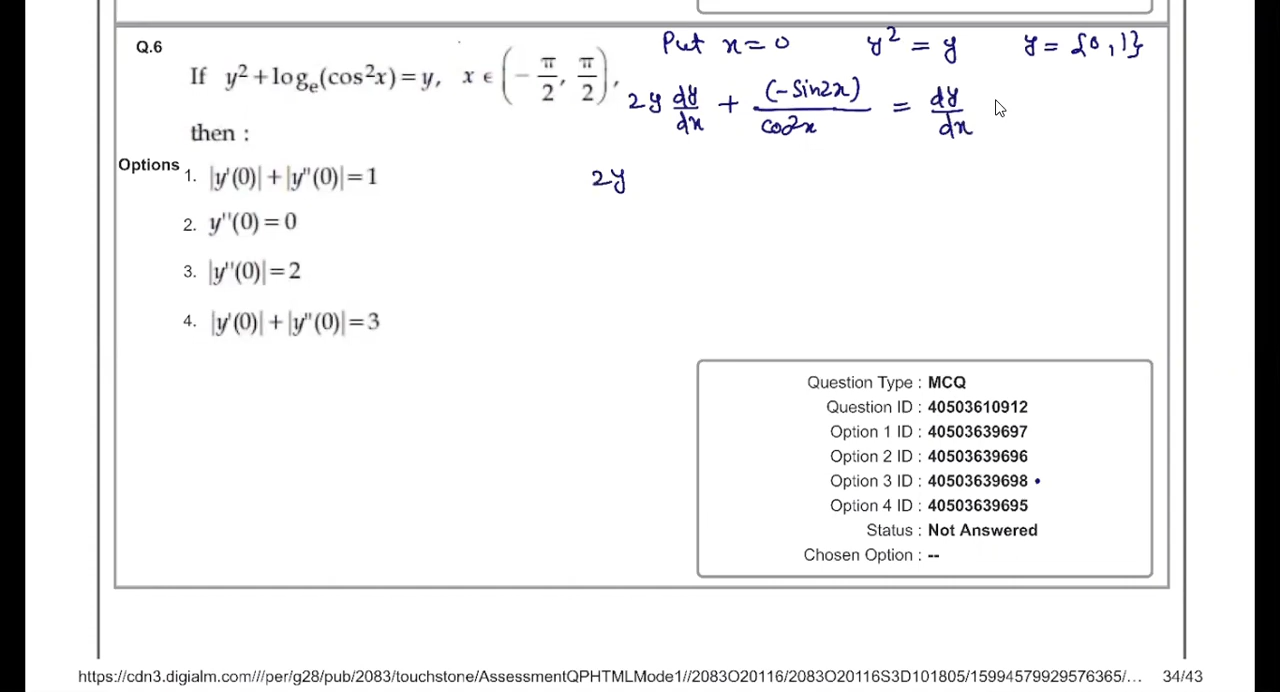 Q.6
Put x = 0 y² = y y = {0, 1}
If y² + logₑ(cos²x) = y, x ∈ (−π/2, π/2),
2y dy/dx + (−sin2x)/cos²x = dy/dx
then :
Options 1. |y'(0)| + |y''(0)| = 1
2y
2. y''(0) = 0
3. |y''(0)| = 2
4. |y'(0)| + |y''(0)| = 3
Question Type : MCQ
Question ID : 40503610912
Option 1 ID : 40503639697
Option 2 ID : 40503639696
Option 3 ID : 40503639698
Option 4 ID : 40503639695
Status : Not Answered
Chosen Option : --
https://cdn3.digialm.com///per/g28/pub/2083/touchstone/AssessmentQPHTMLMode1//2083O20116/2083O20116S3D101805/15994579929576365/... 34/43